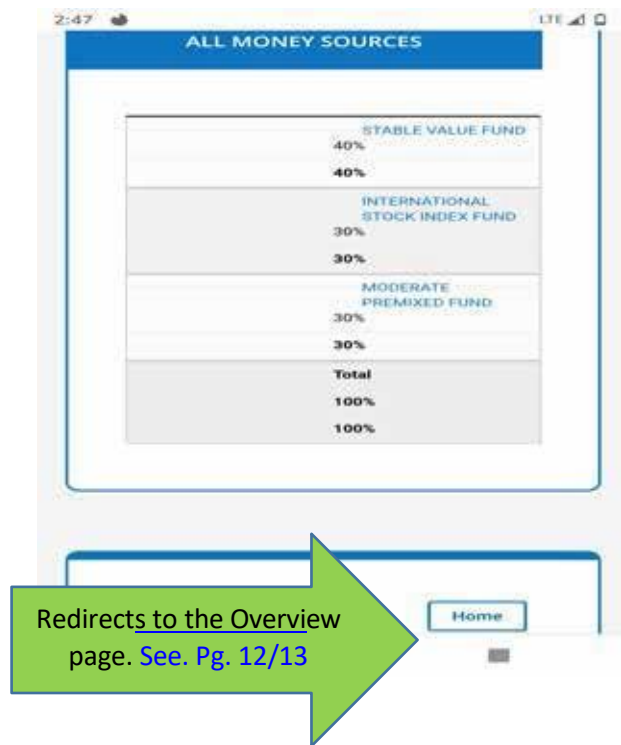 2:47 LTE
ALL MONEY SOURCES
STABLE VALUE FUND
40%
40%
INTERNATIONAL
STOCK INDEX FUND
30%
30%
MODERATE
PREMIXED FUND
30%
30%
Total
100%
100%
Home
Redirects to the Overview
page. See. Pg. 12/13